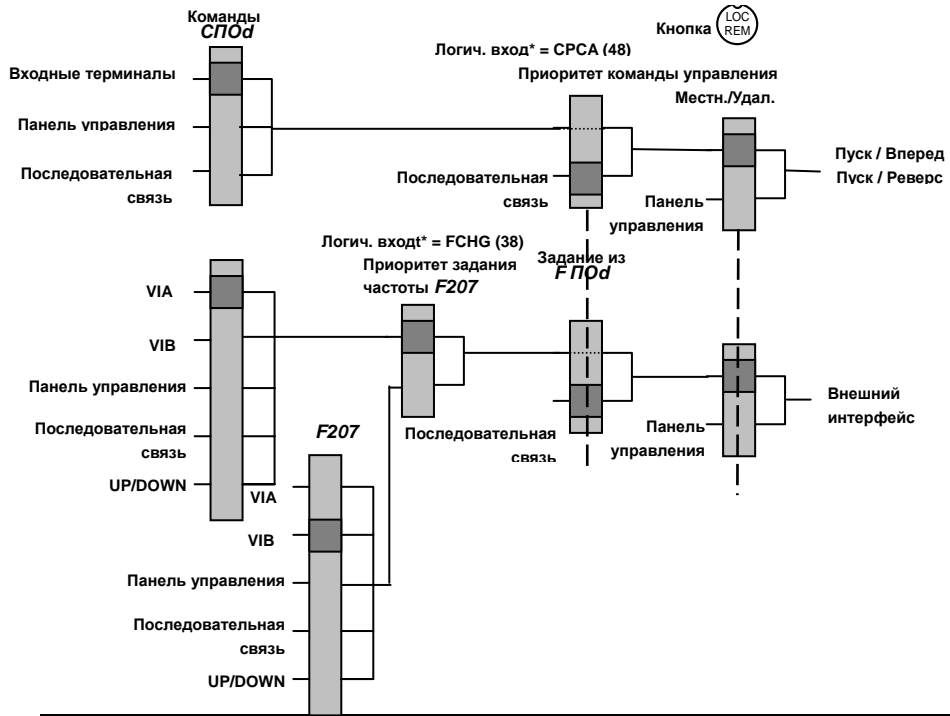 Команды
СПОd
Входные терминалы
Панель управления
Последовательная
связь
Кнопка
LOC
REM
Логич. вход* = CPCA (48)
Приоритет команды управления
Местн./Удал.
Последовательная
связь
Панель
управления
Пуск / Вперед
Пуск / Реверс
Логич. входt* = FCHG (38)
Приоритет задания
частоты F207
Задание из
F ПОd
VIA
VIB
Панель управления
Последовательная
связь
UP/DOWN
Последовательная
связь
Панель
управления
Внешний
интерфейс
F207
VIA
VIB
Панель управления
Последовательная
связь
UP/DOWN